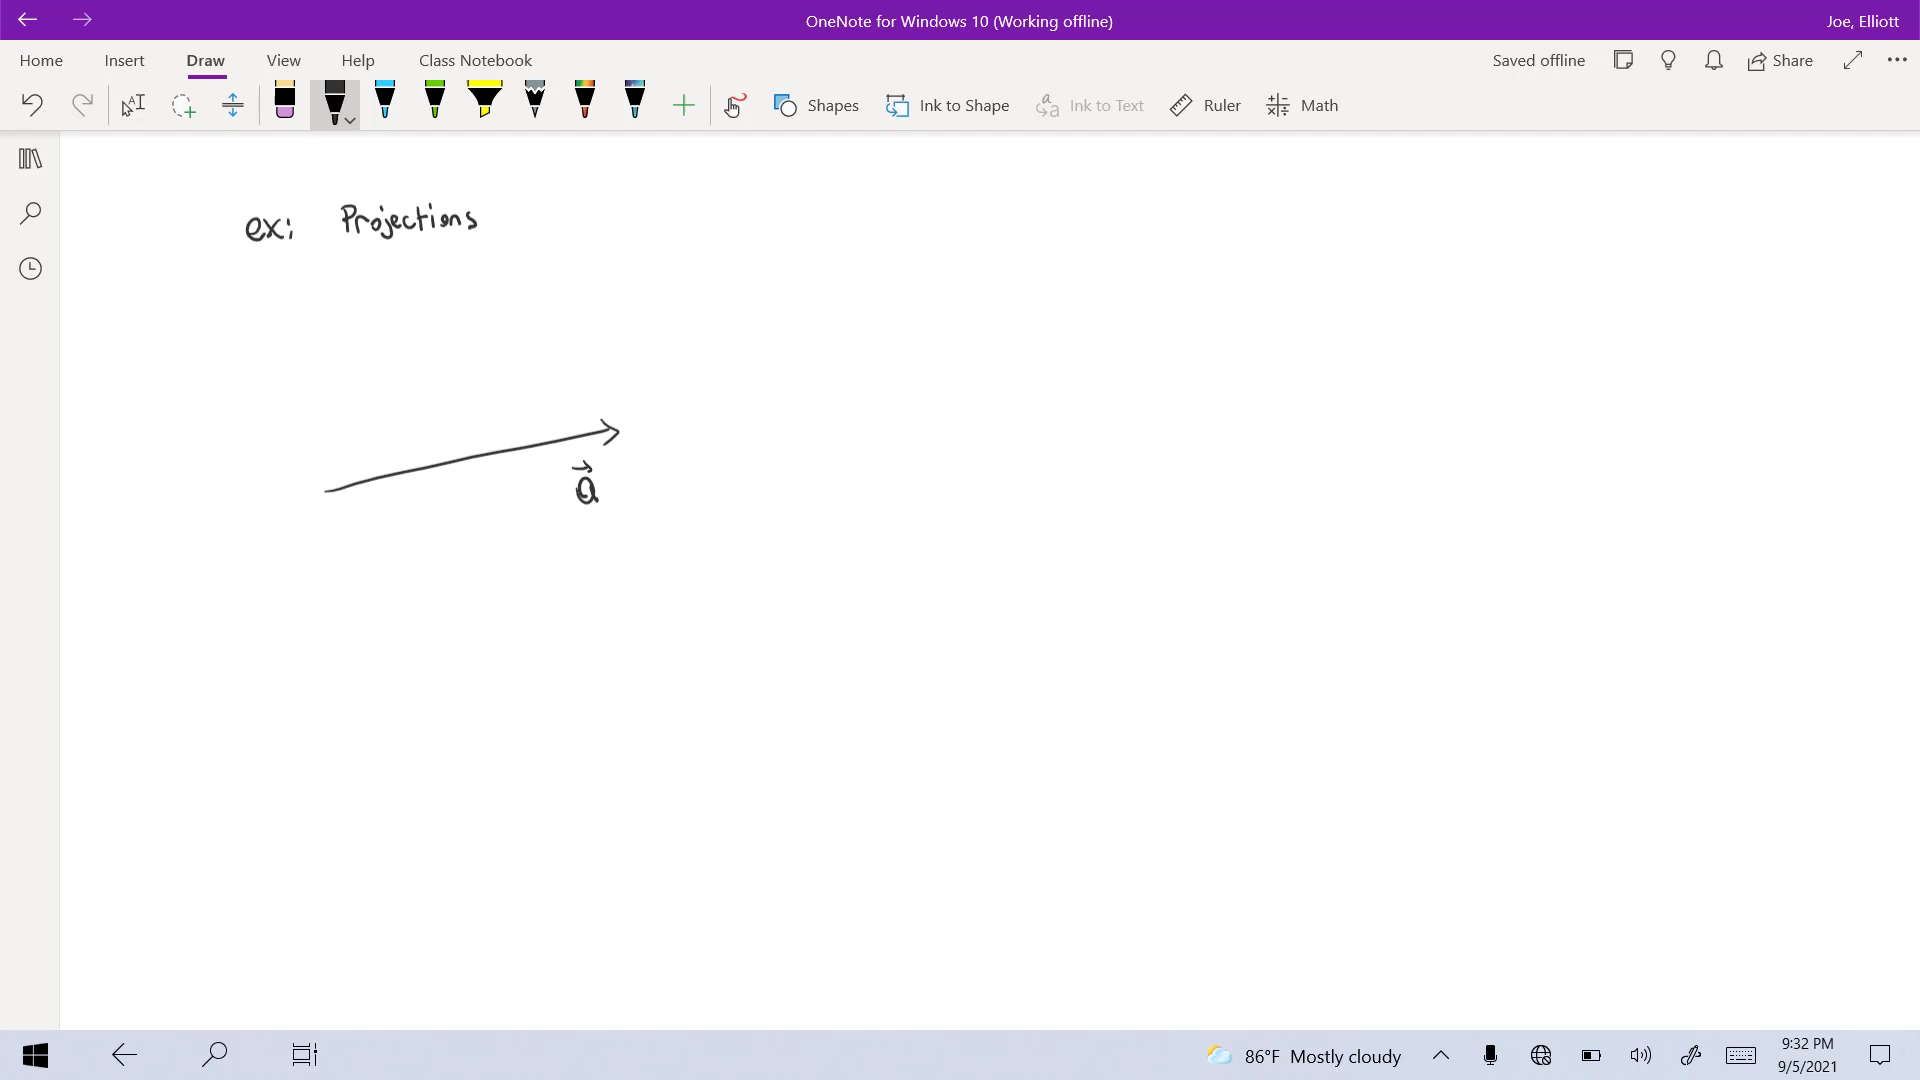 OneNote for Windows 10 (Working offline)
Joe, Elliott
Home Insert Draw View Help Class Notebook
Saved offline Share
Shapes Ink to Shape Ink to Text Ruler Math
ex: Projections
a⃗
86°F Mostly cloudy
9:32 PM
9/5/2021